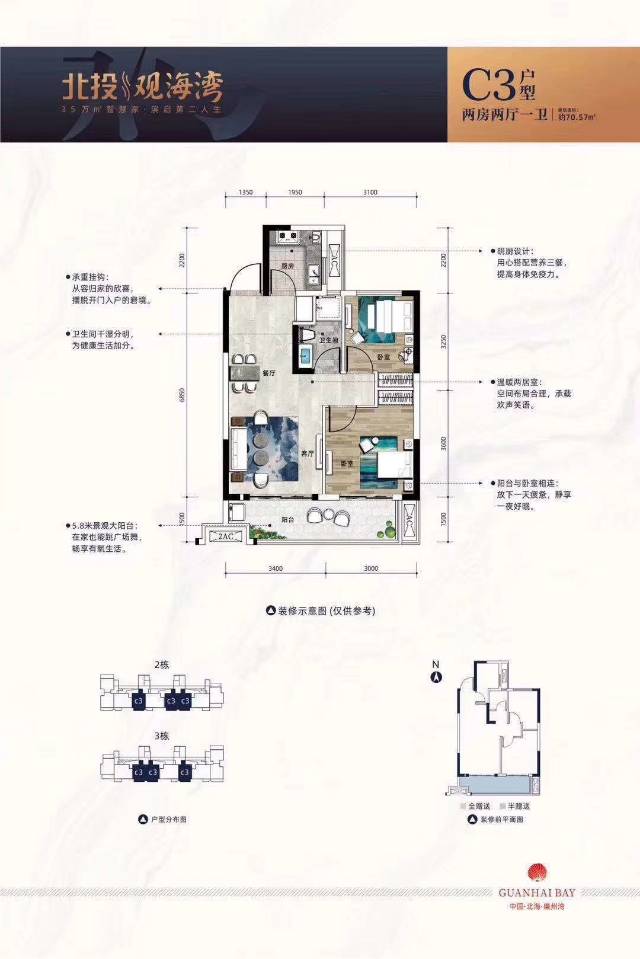 北投 观海湾
35万㎡智慧家·滨启第二人生
C3户型
两房两厅一卫
建筑面积:
约70.57㎡
1350 1950 3100
2200 6850 1500
2200 3250 3600 1500
承重挂钩:
从容归家的欣喜,
摆脱开门入户的窘境。
卫生间干湿分明,
为健康生活加分。
5.8米景观大阳台:
在家也能跳广场舞,
畅享有氧生活。
明厨设计:
用心搭配营养三餐,
提高身体免疫力。
温暖两居室:
空间布局合理,承载
欢声笑语。
阳台与卧室相连:
放下一天疲惫,静享
一夜好眠。
厨房
卫生间
卧室
餐厅
客厅
卧室
阳台
2AC
2AC
3400 3000
装修示意图(仅供参考)
2栋
C3 C3 C3
3栋
C3 C3 C3
户型分布图
N
全赠送 半赠送
装修前平面图
GUANHAI BAY
中国·北海·廉州湾